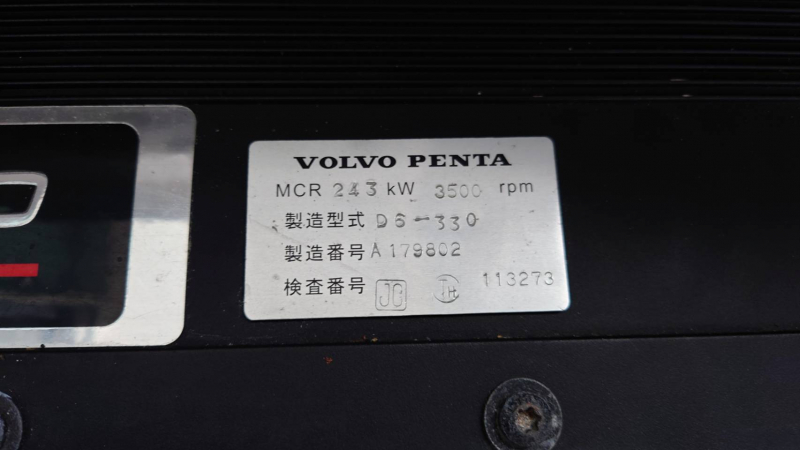 VOLVO PENTA
MCR 243 kW 3500 rpm
製造型式 D6-330
製造番号 A179802
検査番号 JG 113273